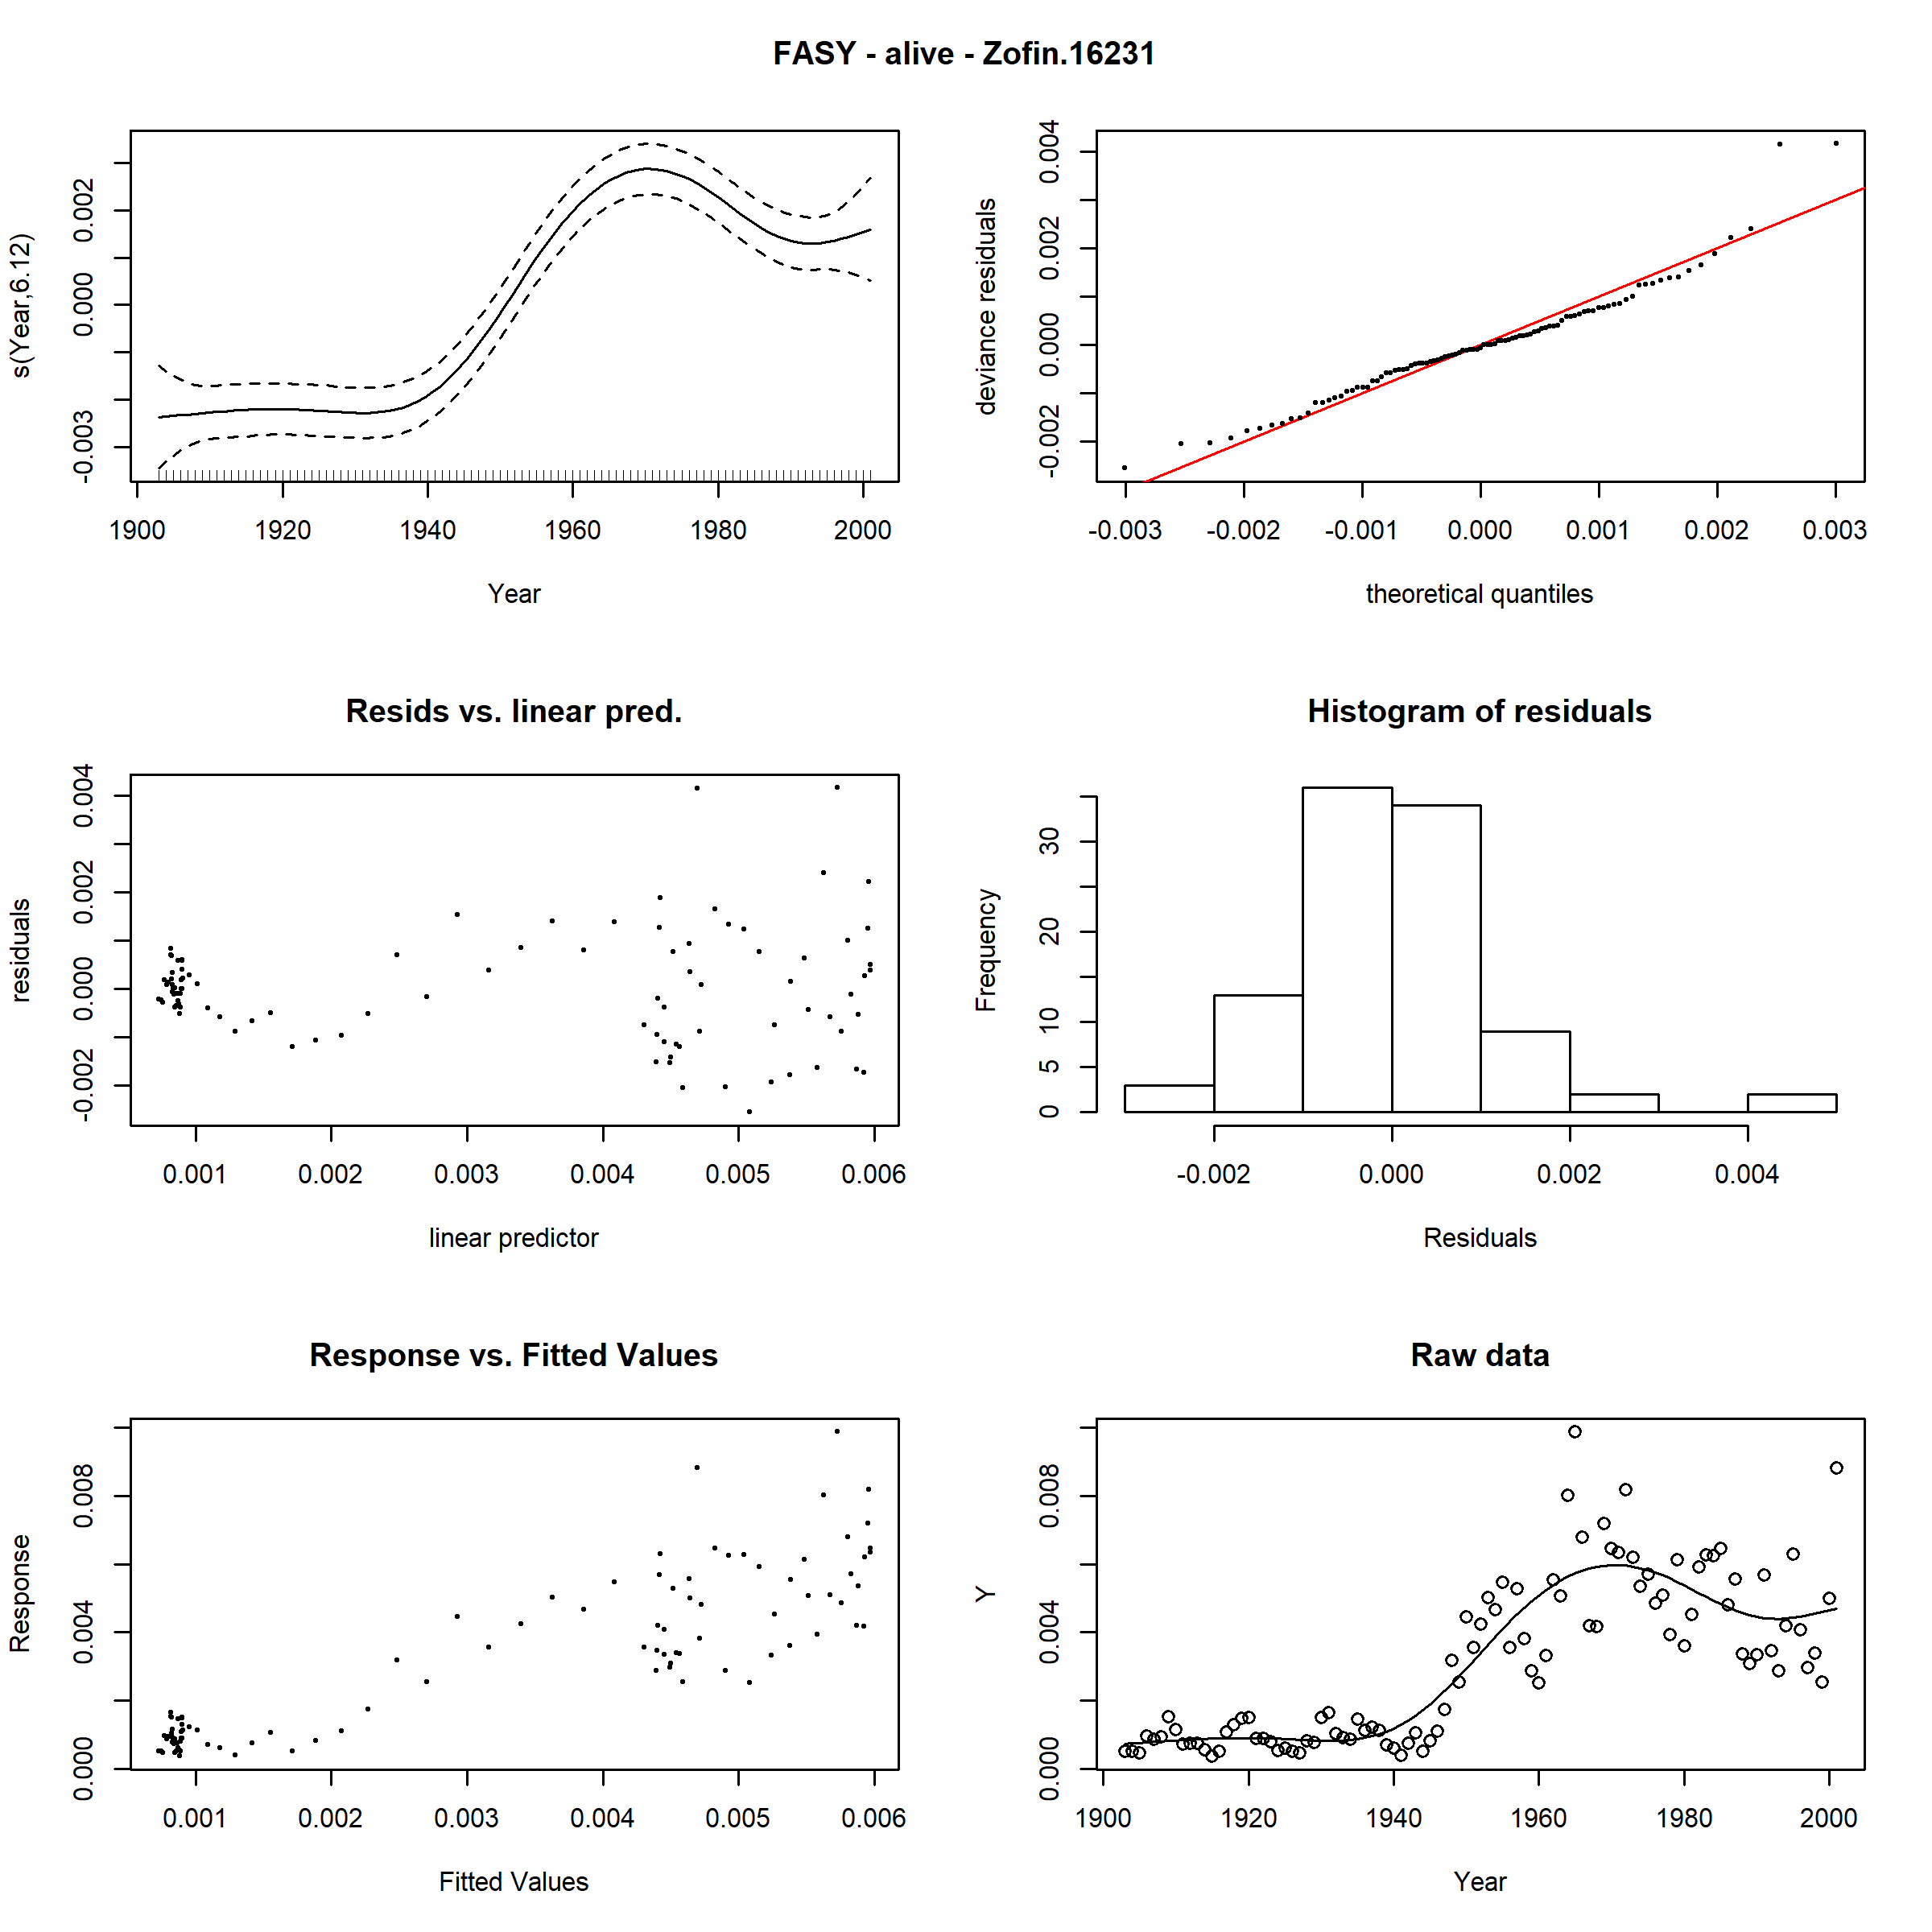 FASY - alive - Zofin.16231
s(Year,6.12)
-0.003 0.000 0.002
1900 1920 1940 1960 1980 2000
Year
deviance residuals
-0.002 0.000 0.002 0.004
-0.003 -0.002 -0.001 0.000 0.001 0.002 0.003
theoretical quantiles
Resids vs. linear pred.
residuals
-0.002 0.000 0.002 0.004
0.001 0.002 0.003 0.004 0.005 0.006
linear predictor
Histogram of residuals
Frequency
0 5 10 20 30
-0.002 0.000 0.002 0.004
Residuals
Response vs. Fitted Values
Response
0.000 0.004 0.008
0.001 0.002 0.003 0.004 0.005 0.006
Fitted Values
Raw data
Y
0.000 0.004 0.008
1900 1920 1940 1960 1980 2000
Year